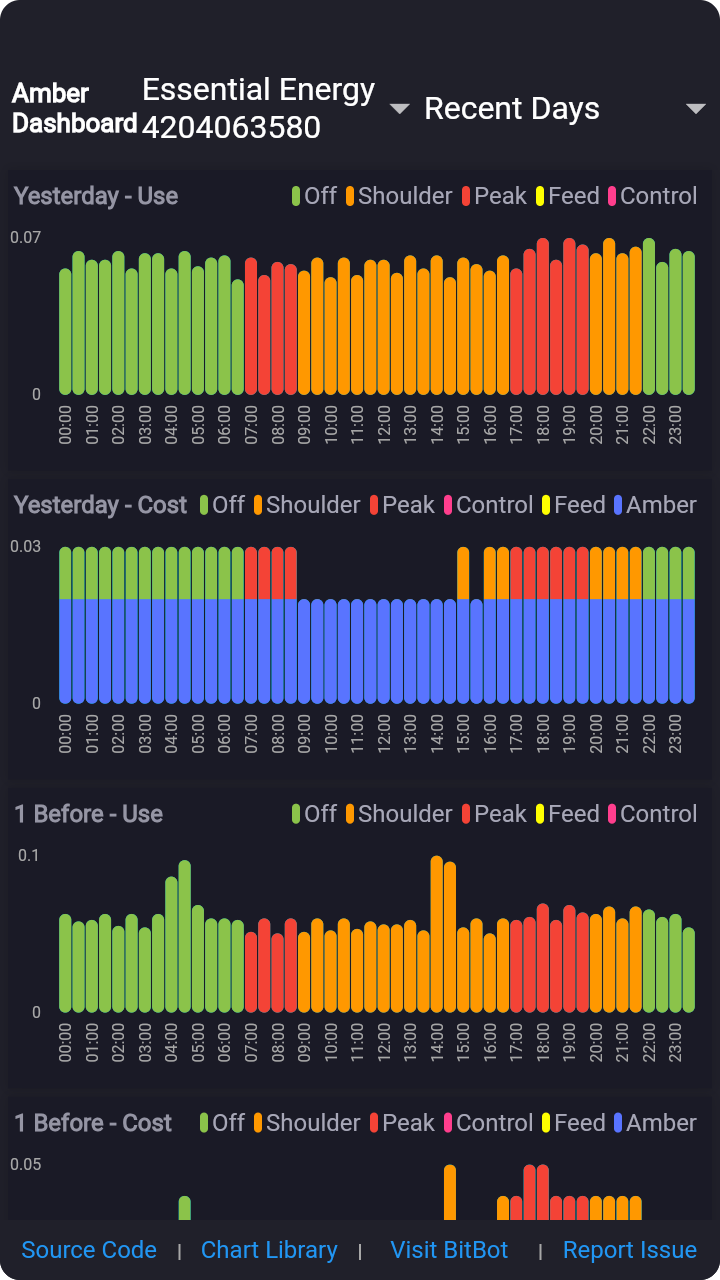 Amber
Dashboard
Essential Energy
4204063580
Recent Days
Yesterday - Use
Off Shoulder Peak Feed Control
0.07
0
00:00 01:00 02:00 03:00 04:00 05:00 06:00 07:00 08:00 09:00 10:00 11:00 12:00 13:00 14:00 15:00 16:00 17:00 18:00 19:00 20:00 21:00 22:00 23:00
Yesterday - Cost
Off Shoulder Peak Control Feed Amber
0.03
0
00:00 01:00 02:00 03:00 04:00 05:00 06:00 07:00 08:00 09:00 10:00 11:00 12:00 13:00 14:00 15:00 16:00 17:00 18:00 19:00 20:00 21:00 22:00 23:00
1 Before - Use
Off Shoulder Peak Feed Control
0.1
0
00:00 01:00 02:00 03:00 04:00 05:00 06:00 07:00 08:00 09:00 10:00 11:00 12:00 13:00 14:00 15:00 16:00 17:00 18:00 19:00 20:00 21:00 22:00 23:00
1 Before - Cost
Off Shoulder Peak Control Feed Amber
0.05
Source Code | Chart Library | Visit BitBot | Report Issue